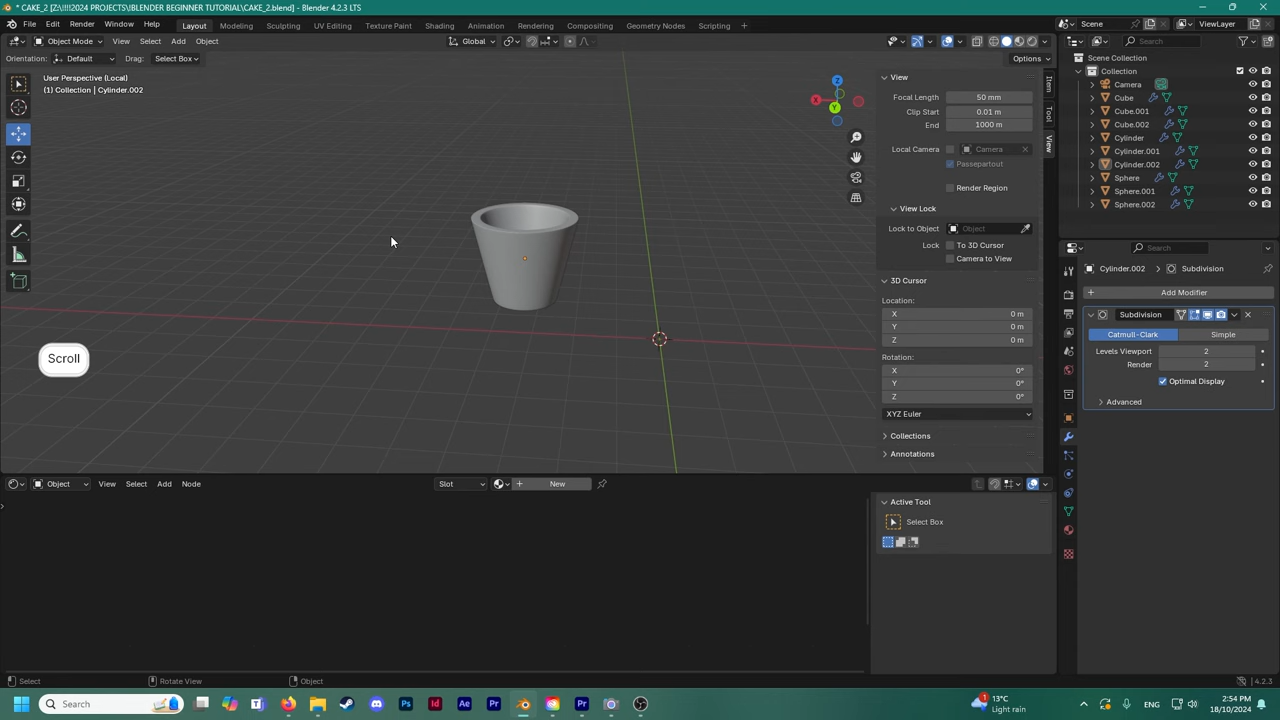 * CAKE_2 [Z:\!!!!2024 PROJECTS\BLENDER BEGINNER TUTORIAL\CAKE_2.blend] - Blender 4.2.3 LTS
File Edit Render Window Help Layout Modeling Sculpting UV Editing Texture Paint Shading Animation Rendering Compositing Geometry Nodes Scripting + Scene ViewLayer
Object Mode View Select Add Object Global Search
Orientation: Default Drag: Select Box Options
Scene Collection
Collection
Camera
Cube
Cube.001
Cube.002
Cylinder
Cylinder.001
Cylinder.002
Sphere
Sphere.001
Sphere.002
User Perspective (Local)
(1) Collection | Cylinder.002
X
Y
Z
View
Focal Length 50 mm
Clip Start 0.01 m
End 1000 m
Local Camera Camera
Passepartout
Render Region
View Lock
Lock to Object Object
Lock To 3D Cursor
Camera to View
3D Cursor
Location:
X 0 m
Y 0 m
Z 0 m
Rotation:
X 0°
Y 0°
Z 0°
XYZ Euler
Collections
Annotations
Item
Tool
View
Scroll
Search
Cylinder.002 Subdivision
+ Add Modifier
Subdivision
Catmull-Clark Simple
Levels Viewport 2
Render 2
Optimal Display
Advanced
Object View Select Add Node Slot + New
Active Tool
Select Box
Select Rotate View Object 4.2.3
Search 13°C ENG 2:54 PM
Light rain 18/10/2024